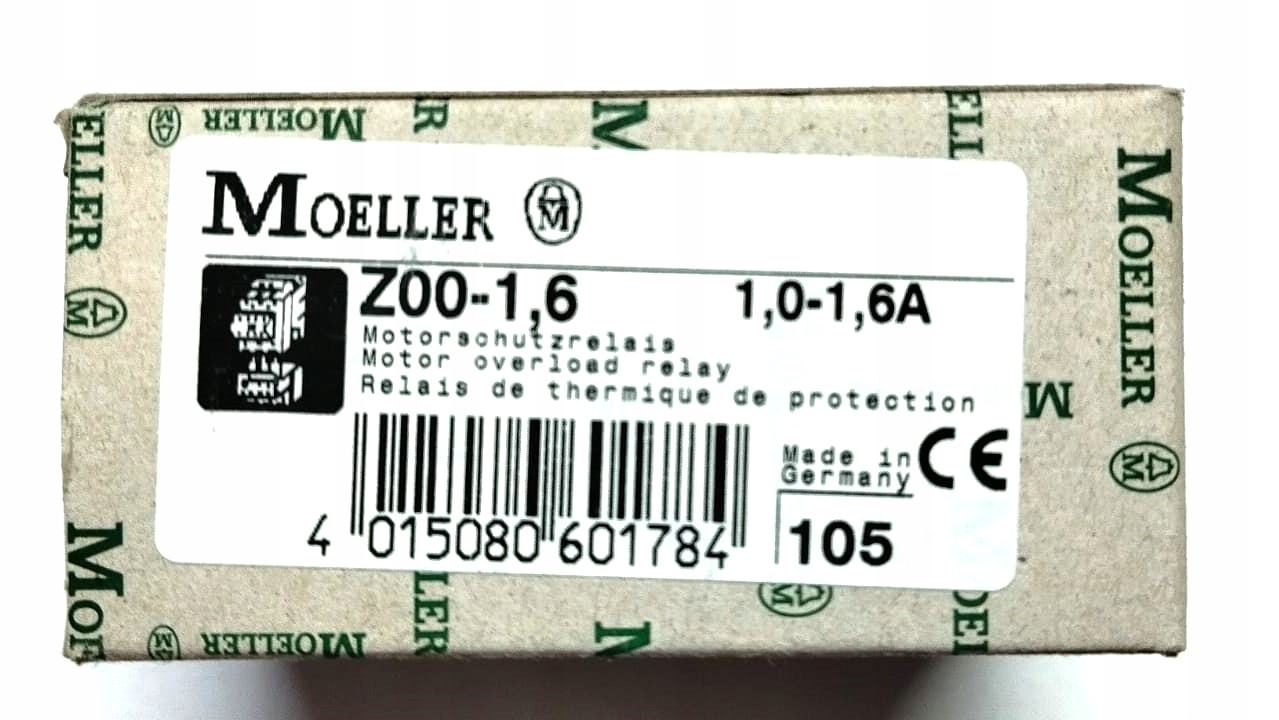 MOELLER
Z00-1,6 1,0-1,6A
Motorschutzrelais
Motor overload relay
Relais de thermique de protection
Made in
Germany
CE
105
4 015080 601784
MOELLER
MOELLER
MOELLER
MOELLER